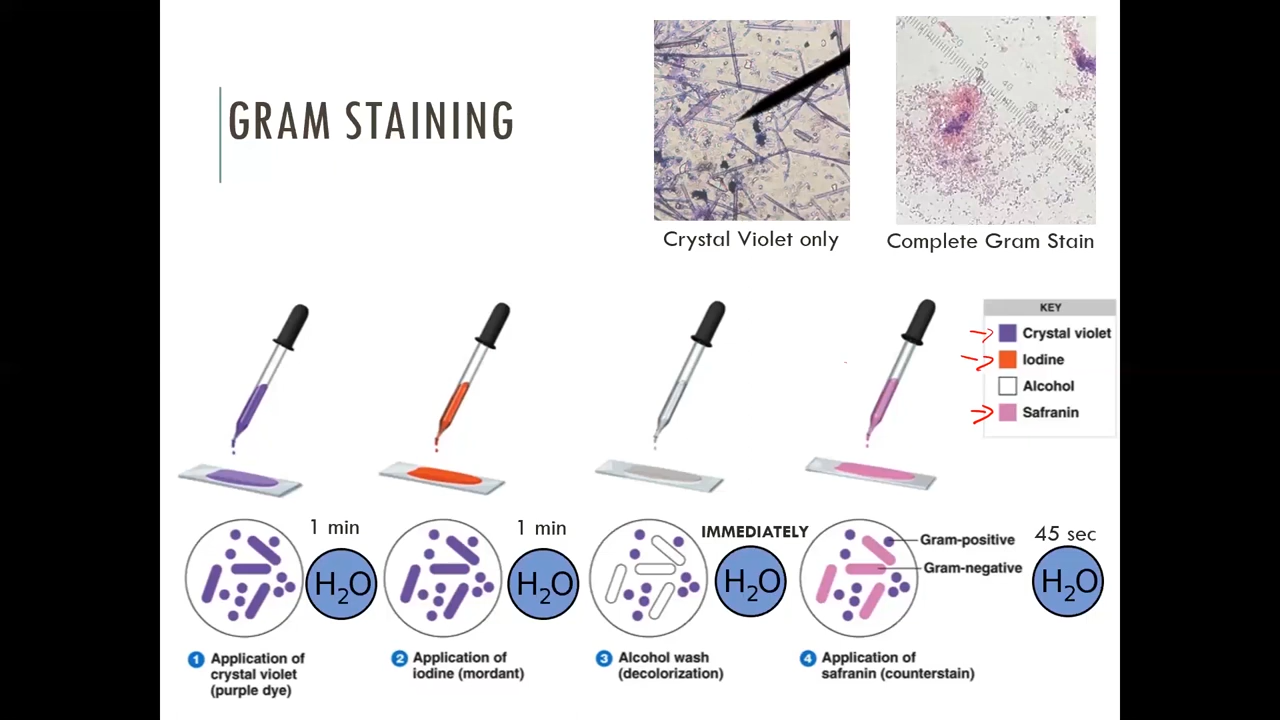 GRAM STAINING
Crystal Violet only
Complete Gram Stain
KEY
Crystal violet
Iodine
Alcohol
Safranin
1 min
H₂O
1 min
H₂O
IMMEDIATELY
H₂O
Gram-positive
Gram-negative
45 sec
H₂O
1 Application of
crystal violet
(purple dye)
2 Application of
iodine (mordant)
3 Alcohol wash
(decolorization)
4 Application of
safranin (counterstain)